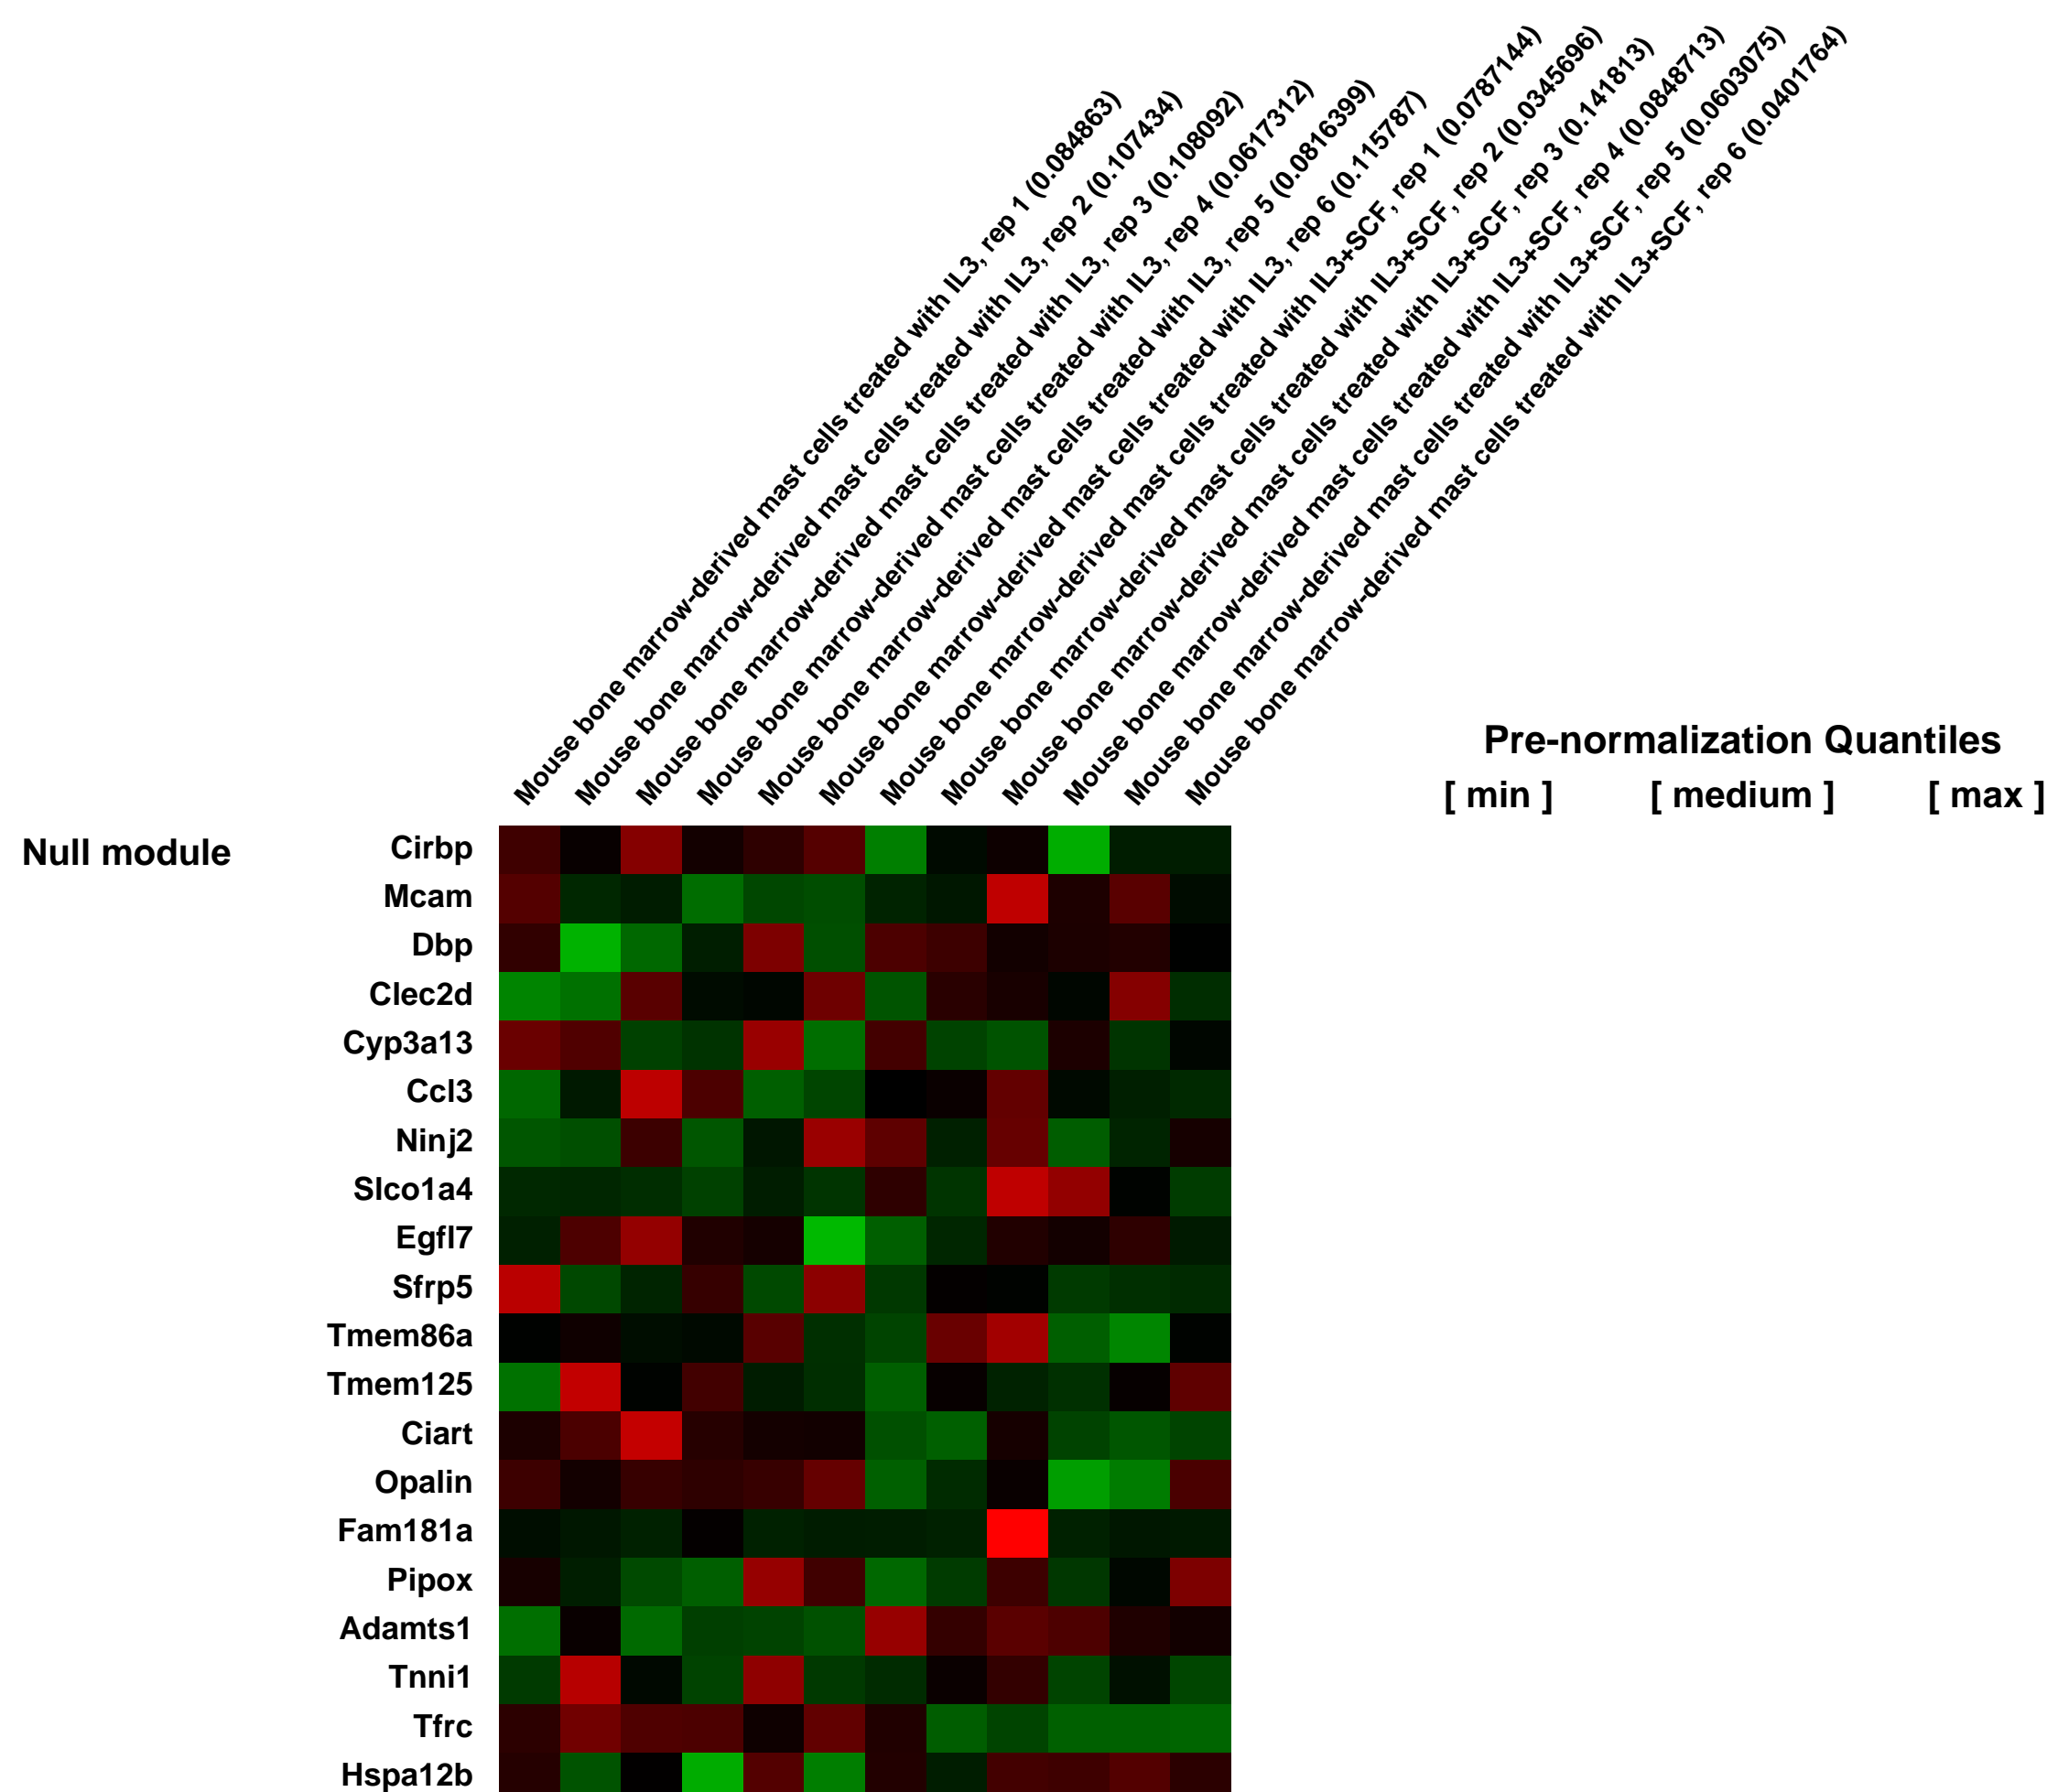 Mouse bone marrow-derived mast cells treated with IL3, rep 1 (0.084863)
Mouse bone marrow-derived mast cells treated with IL3, rep 2 (0.107434)
Mouse bone marrow-derived mast cells treated with IL3, rep 3 (0.108092)
Mouse bone marrow-derived mast cells treated with IL3, rep 4 (0.0617312)
Mouse bone marrow-derived mast cells treated with IL3, rep 5 (0.0816399)
Mouse bone marrow-derived mast cells treated with IL3, rep 6 (0.115787)
Mouse bone marrow-derived mast cells treated with IL3+SCF, rep 1 (0.0787144)
Mouse bone marrow-derived mast cells treated with IL3+SCF, rep 2 (0.0345696)
Mouse bone marrow-derived mast cells treated with IL3+SCF, rep 3 (0.141813)
Mouse bone marrow-derived mast cells treated with IL3+SCF, rep 4 (0.0848713)
Mouse bone marrow-derived mast cells treated with IL3+SCF, rep 5 (0.0603075)
Mouse bone marrow-derived mast cells treated with IL3+SCF, rep 6 (0.0401764)
Pre-normalization Quantiles
[ min ] [ medium ] [ max ]
Null module
Cirbp
Mcam
Dbp
Clec2d
Cyp3a13
Ccl3
Ninj2
Slco1a4
Egfl7
Sfrp5
Tmem86a
Tmem125
Ciart
Opalin
Fam181a
Pipox
Adamts1
Tnni1
Tfrc
Hspa12b